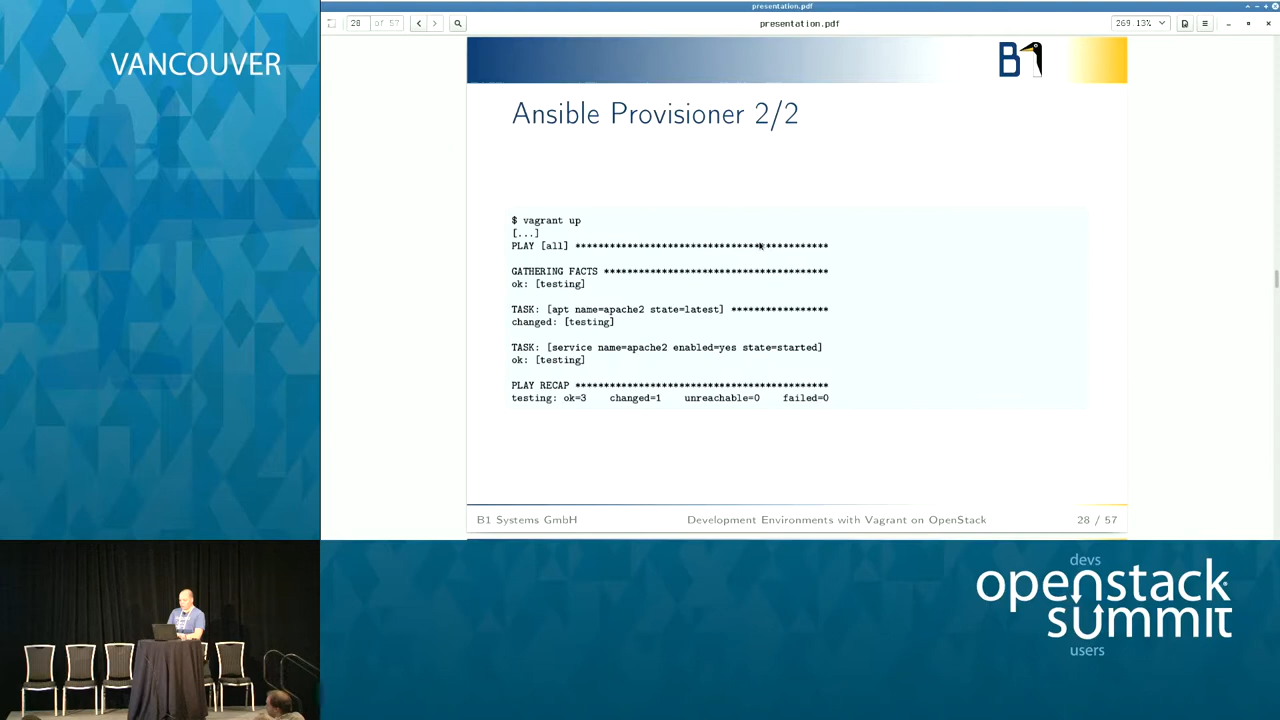 presentation.pdf
28 of 57
presentation.pdf
269.13%
VANCOUVER
B1
Ansible Provisioner 2/2
$ vagrant up
[...]
PLAY [all] ********************************************
GATHERING FACTS ***************************************
ok: [testing]
TASK: [apt name=apache2 state=latest] *****************
changed: [testing]
TASK: [service name=apache2 enabled=yes state=started]
ok: [testing]
PLAY RECAP ********************************************
testing: ok=3 changed=1 unreachable=0 failed=0
B1 Systems GmbH
Development Environments with Vagrant on OpenStack
28 / 57
devs
openstack
summit
users